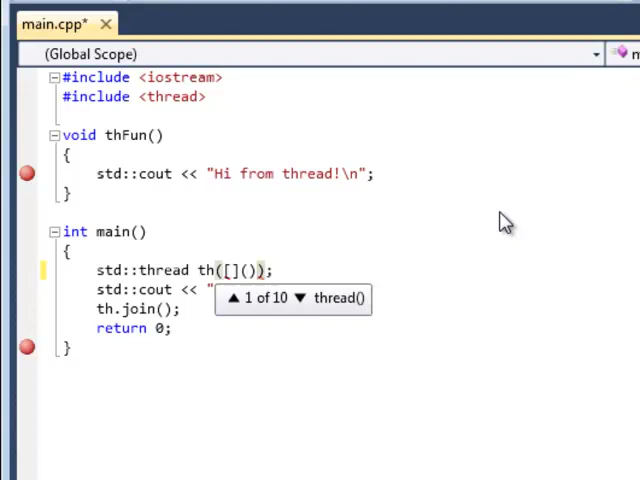 main.cpp*
(Global Scope)
#include <iostream>
#include <thread>
void thFun()
{
std::cout << "Hi from thread!\n";
}
int main()
{
std::thread th([]());
std::cout << "
1 of 10 thread()
th.join();
return 0;
}